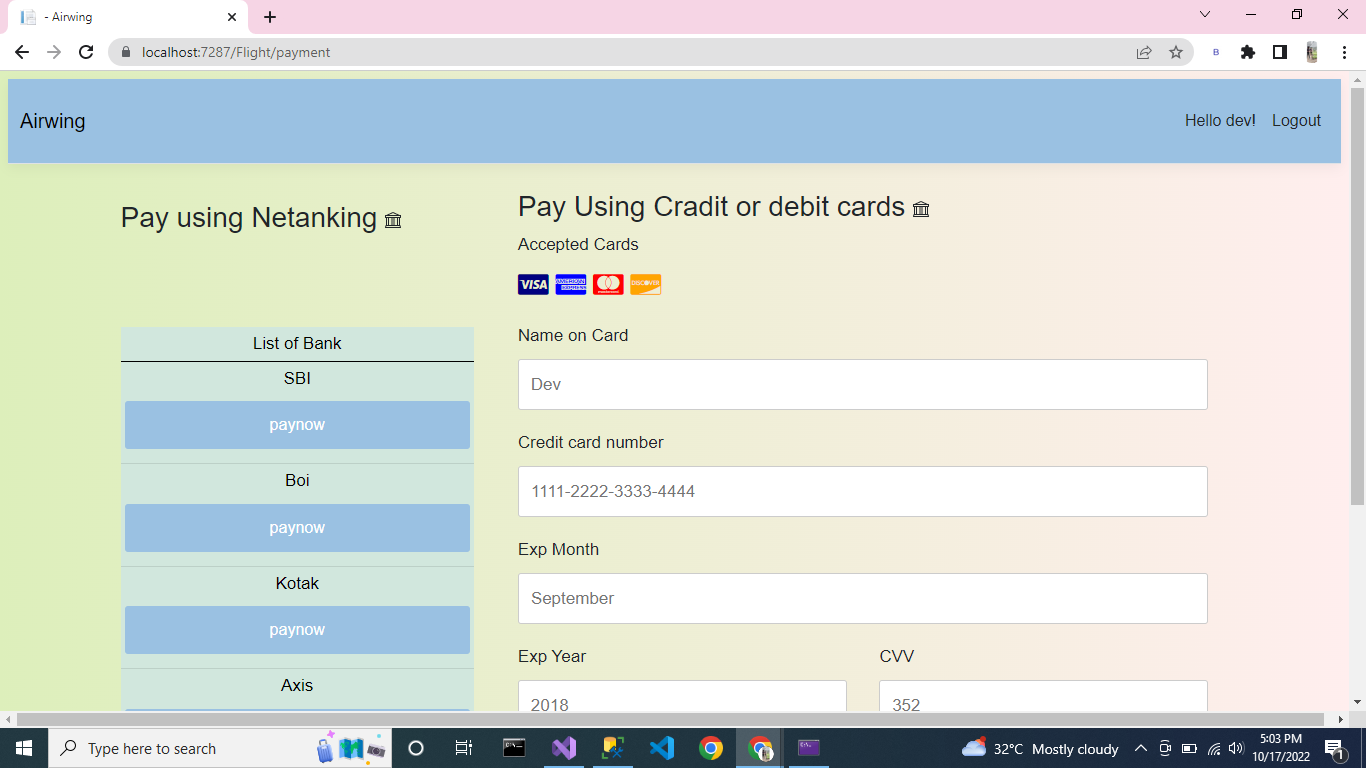 - Airwing
localhost:7287/Flight/payment
B
Airwing
Hello dev! Logout
Pay using Netanking
List of Bank
SBI
paynow
Boi
paynow
Kotak
paynow
Axis
Pay Using Cradit or debit cards
Accepted Cards
VISA AMERICAN EXPRESS DISCOVER
Name on Card
Dev
Credit card number
1111-2222-3333-4444
Exp Month
September
Exp Year CVV
2018 352
Type here to search
32°C Mostly cloudy
5:03 PM
10/17/2022
1